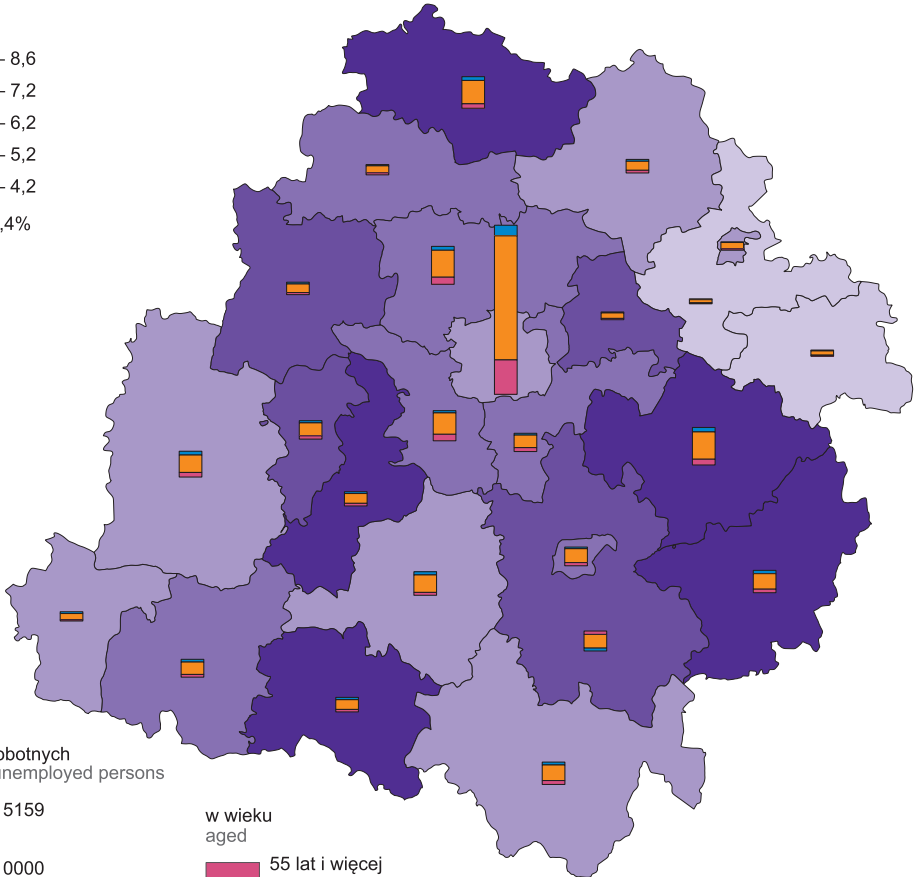 – 8,6
– 7,2
– 6,2
– 5,2
– 4,2
,4%
obotnych
unemployed persons
5159
0000
w wieku
aged
55 lat i więcej